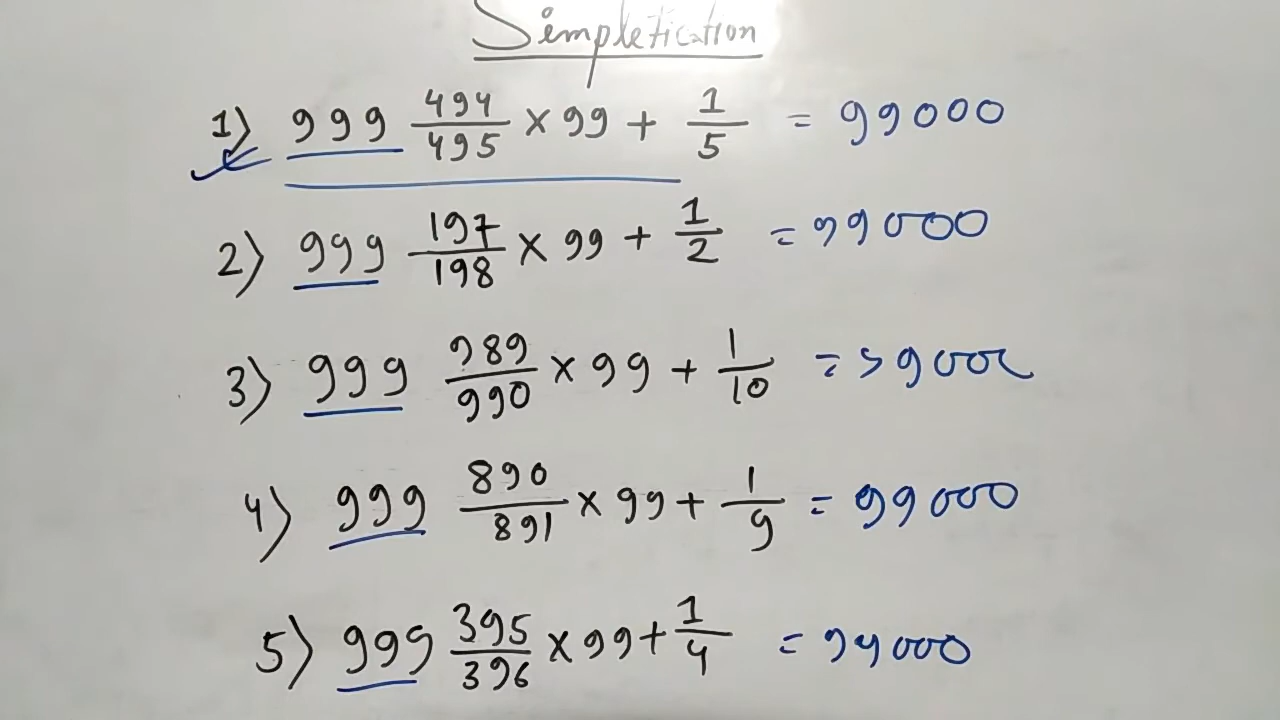 Simpletication
1) 999 494/495 × 99 + 1/5 = 99000
2) 999 197/198 × 99 + 1/2 = 99000
3) 999 989/990 × 99 + 1/10 = 99000
4) 999 890/891 × 99 + 1/9 = 99000
5) 999 395/396 × 99 + 1/4 = 99000